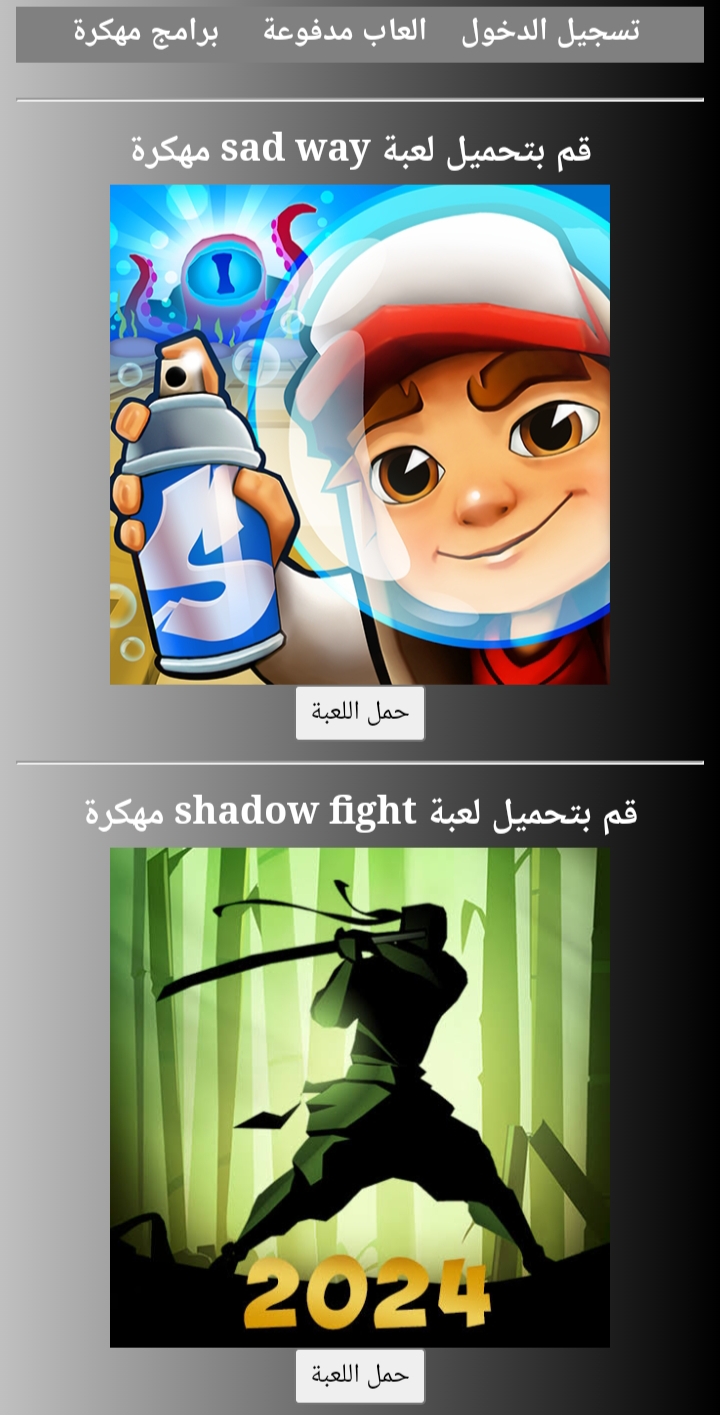 تسجيل الدخول العاب مدفوعة برامج مهكرة
قم بتحميل لعبة sad way مهكرة
S
حمل اللعبة
قم بتحميل لعبة shadow fight مهكرة
2024
حمل اللعبة